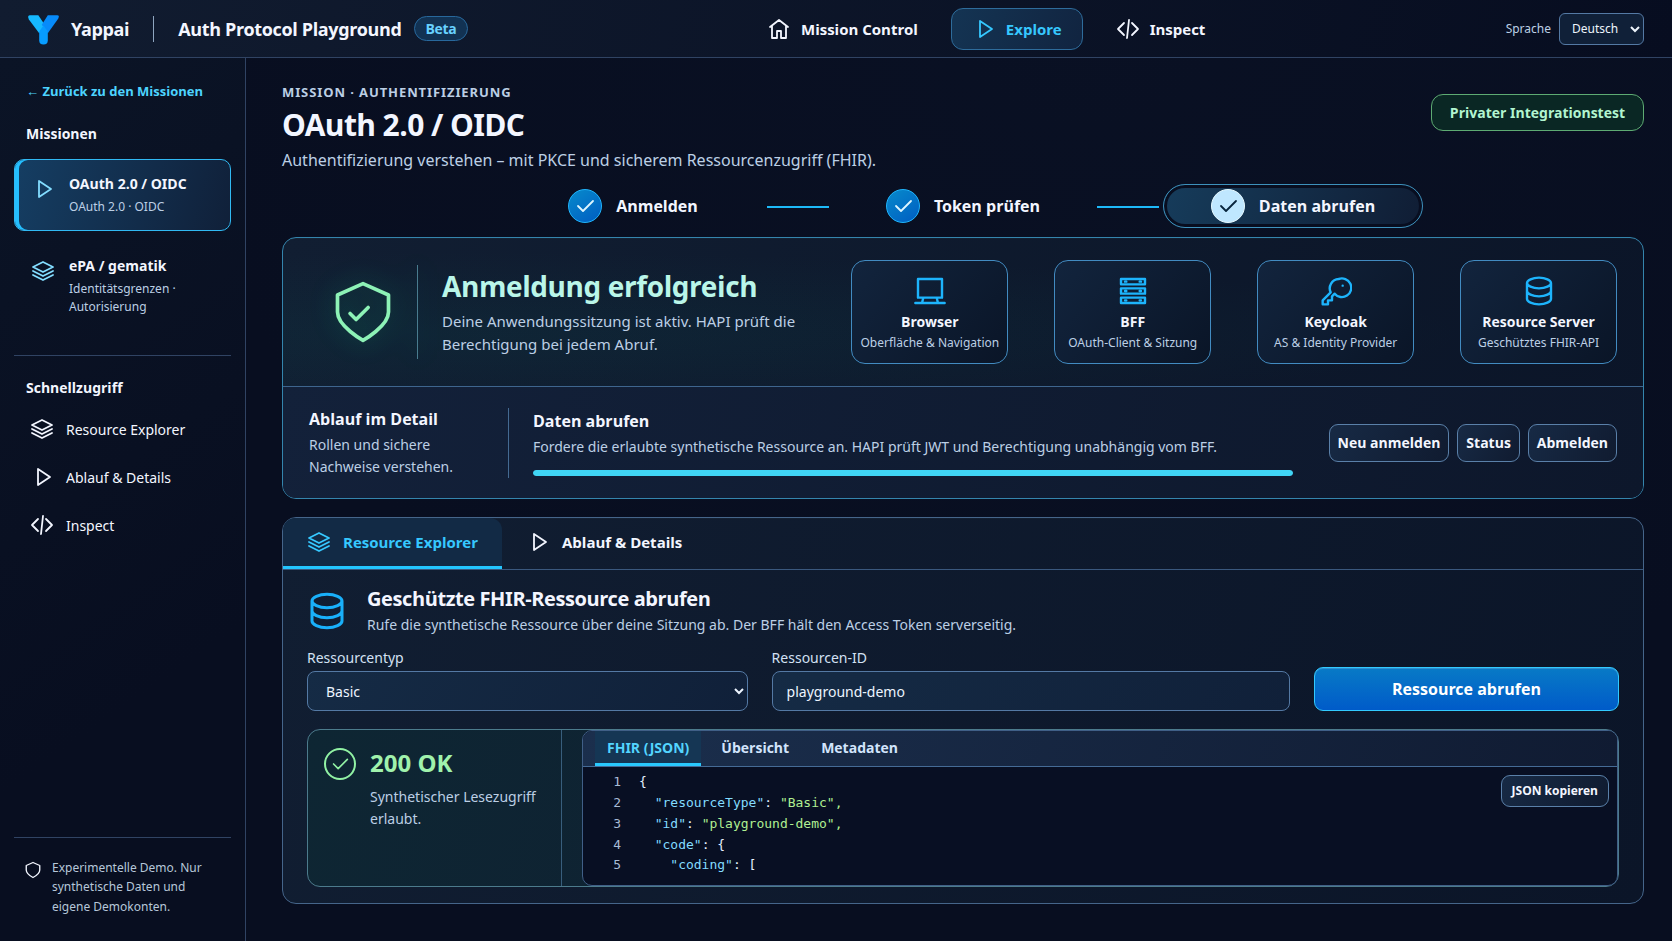 Yappai
Auth Protocol Playground
Beta
Mission Control
Explore
Inspect
Sprache
Deutsch
← Zurück zu den Missionen
Missionen
OAuth 2.0 / OIDC
OAuth 2.0 · OIDC
ePA / gematik
Identitätsgrenzen ·
Autorisierung
Schnellzugriff
Resource Explorer
Ablauf & Details
Inspect
Experimentelle Demo. Nur
synthetische Daten und
eigene Demokonten.
MISSION · AUTHENTIFIZIERUNG
OAuth 2.0 / OIDC
Authentifizierung verstehen – mit PKCE und sicherem Ressourcenzugriff (FHIR).
Privater Integrationstest
Anmelden
Token prüfen
Daten abrufen
Anmeldung erfolgreich
Deine Anwendungssitzung ist aktiv. HAPI prüft die
Berechtigung bei jedem Abruf.
Browser
Oberfläche & Navigation
BFF
OAuth-Client & Sitzung
Keycloak
AS & Identity Provider
Resource Server
Geschütztes FHIR-API
Ablauf im Detail
Rollen und sichere
Nachweise verstehen.
Daten abrufen
Fordere die erlaubte synthetische Ressource an. HAPI prüft JWT und Berechtigung unabhängig vom BFF.
Neu anmelden
Status
Abmelden
Resource Explorer
Ablauf & Details
Geschützte FHIR-Ressource abrufen
Rufe die synthetische Ressource über deine Sitzung ab. Der BFF hält den Access Token serverseitig.
Ressourcentyp
Basic
Ressourcen-ID
playground-demo
Ressource abrufen
200 OK
Synthetischer Lesezugriff
erlaubt.
FHIR (JSON)
Übersicht
Metadaten
JSON kopieren
1 {
2 "resourceType": "Basic",
3 "id": "playground-demo",
4 "code": {
5 "coding": [